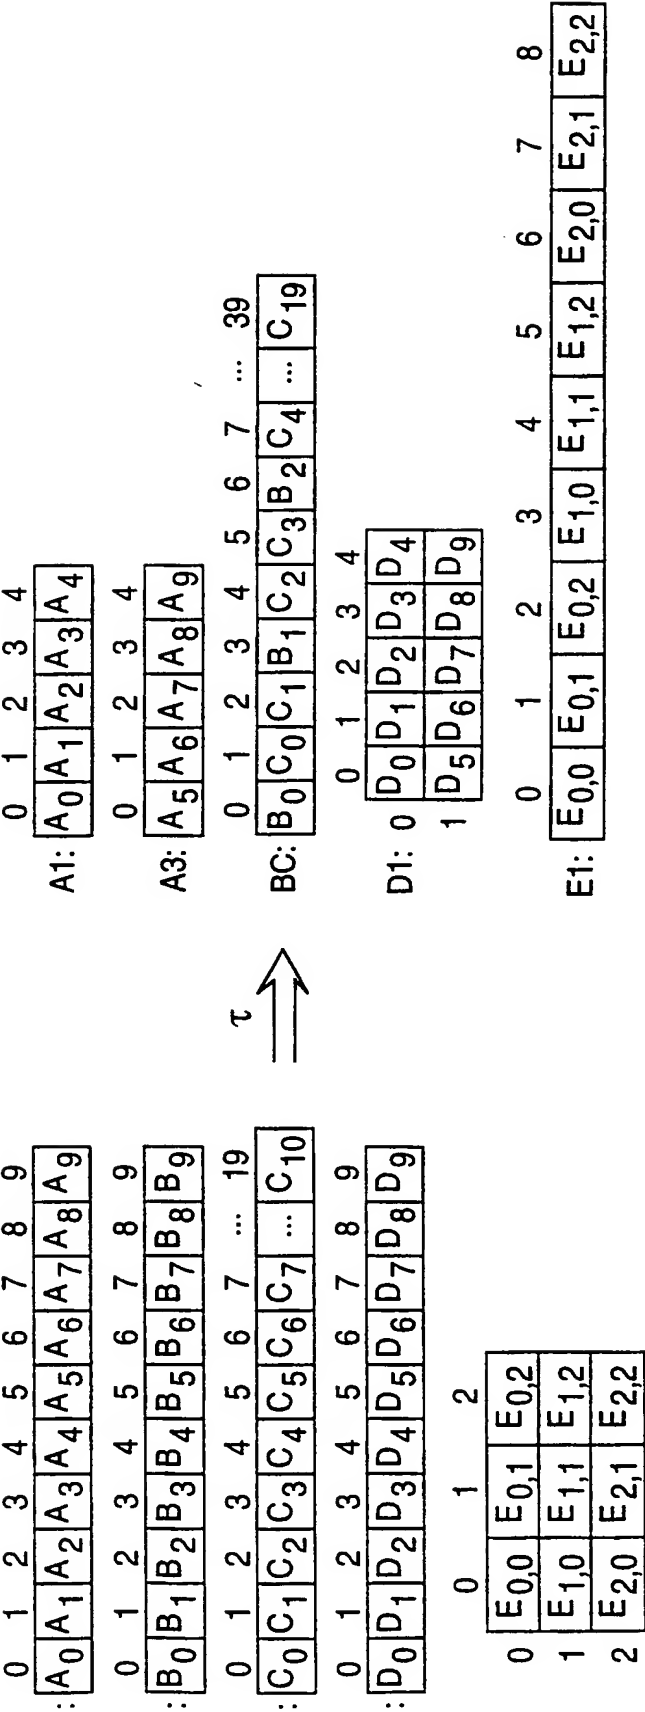 0 1 2 3 4 5 6 7 8 9
: A0 A1 A2 A3 A4 A5 A6 A7 A8 A9
0 1 2 3 4 5 6 7 8 9
: B0 B1 B2 B3 B4 B5 B6 B7 B8 B9
0 1 2 3 4 5 6 7 ... 19
: C0 C1 C2 C3 C4 C5 C6 C7 ... C10
0 1 2 3 4 5 6 7 8 9
: D0 D1 D2 D3 D4 D5 D6 D7 D8 D9
0 1 2
0 E0,0 E0,1 E0,2
1 E1,0 E1,1 E1,2
2 E2,0 E2,1 E2,2
τ
0 1 2 3 4
A1: A0 A1 A2 A3 A4
0 1 2 3 4
A3: A5 A6 A7 A8 A9
0 1 2 3 4 5 6 7 ... 39
BC: B0 C0 C1 B1 C2 C3 B2 C4 ... C19
0 1 2 3 4
D1: 0 D0 D1 D2 D3 D4
1 D5 D6 D7 D8 D9
0 1 2 3 4 5 6 7 8
E1: E0,0 E0,1 E0,2 E1,0 E1,1 E1,2 E2,0 E2,1 E2,2